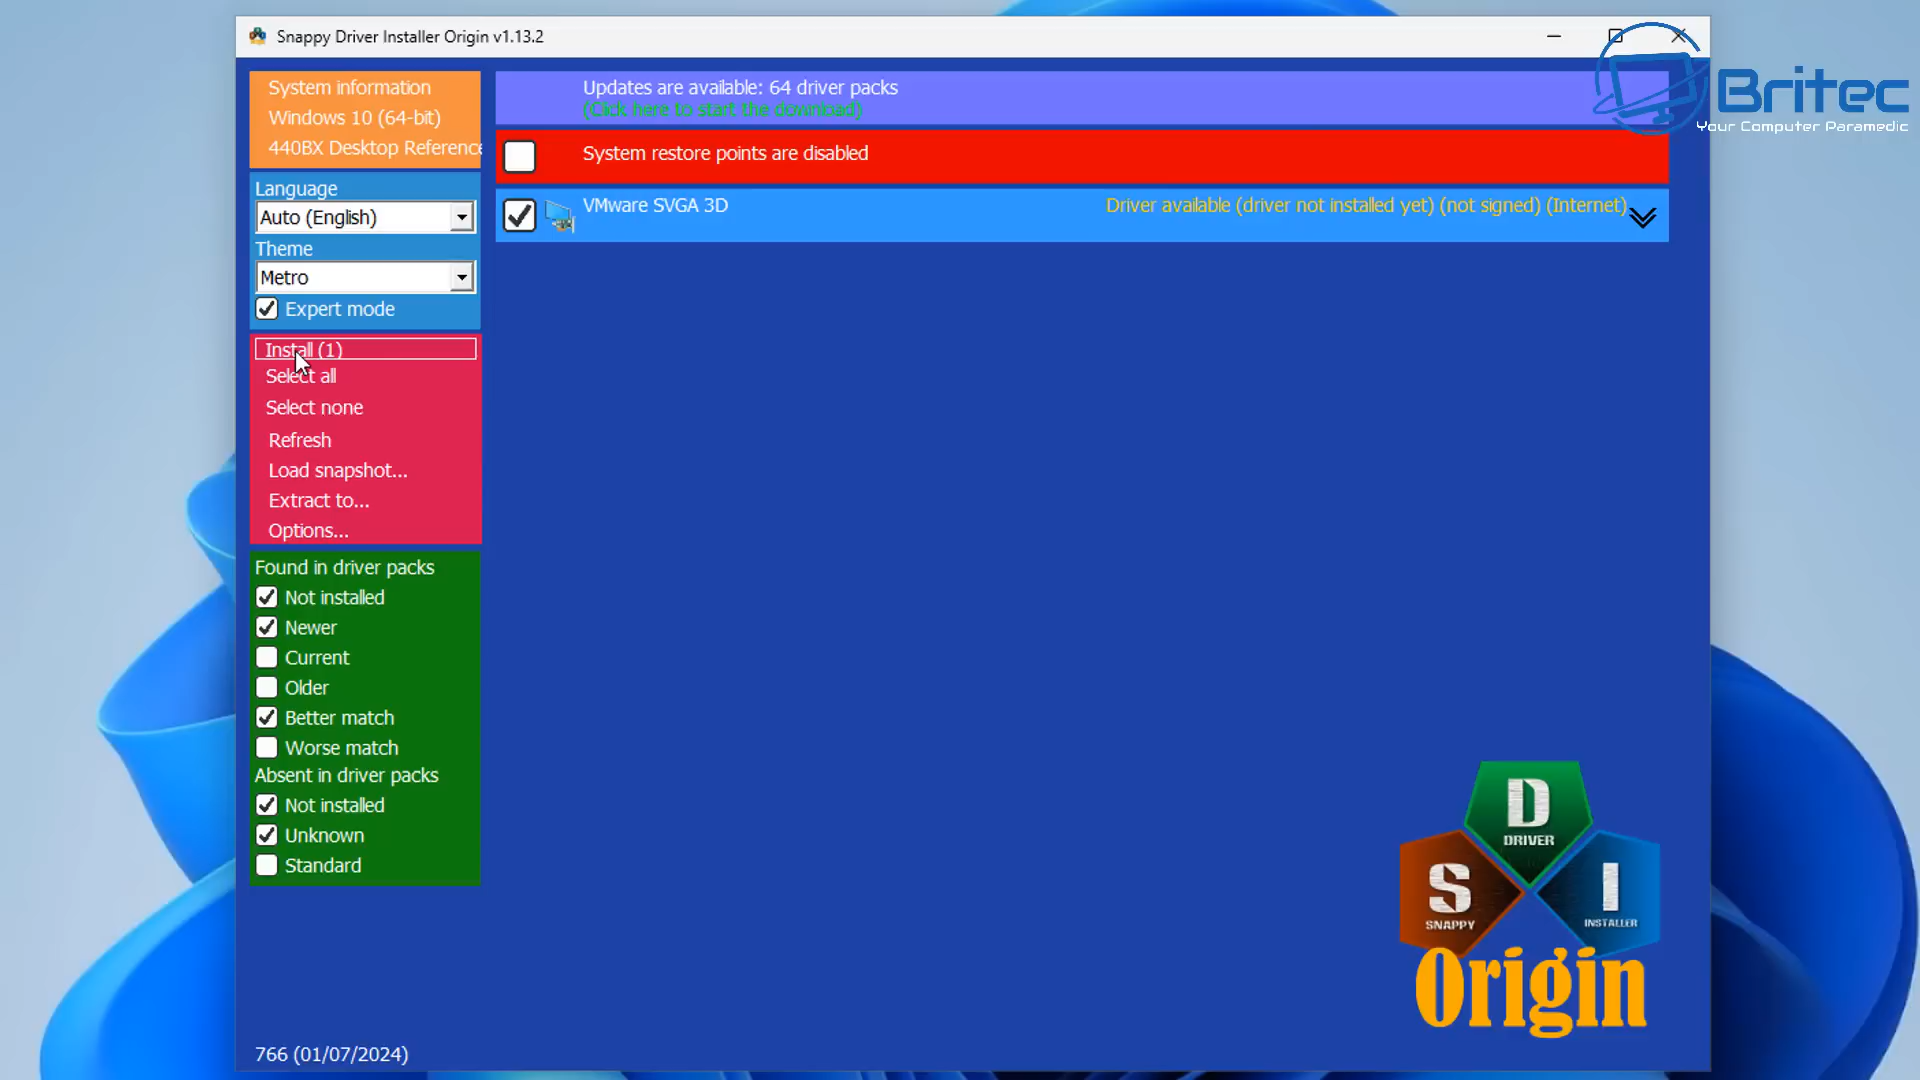 Snappy Driver Installer Origin v1.13.2
Britec
Your Computer Paramedic
System information
Windows 10 (64-bit)
440BX Desktop Reference
Language
Auto (English)
Theme
Metro
Expert mode
Install (1)
Select all
Select none
Refresh
Load snapshot...
Extract to...
Options...
Found in driver packs
Not installed
Newer
Current
Older
Better match
Worse match
Absent in driver packs
Not installed
Unknown
Standard
766 (01/07/2024)
Updates are available: 64 driver packs
(Click here to start the download)
System restore points are disabled
VMware SVGA 3D
Driver available (driver not installed yet) (not signed) (Internet)
D
DRIVER
S
SNAPPY
I
INSTALLER
Origin